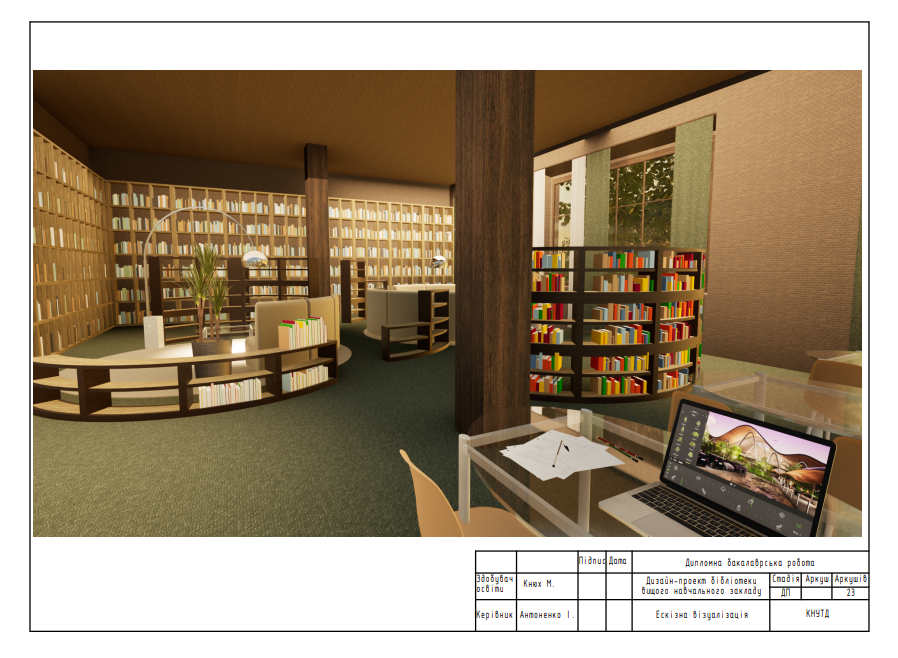 Підпис Дата Дипломна бакалаврська робота
Здобувач освіти Кнюх М. Дизайн-проект бібліотеки вищого навчального закладу Стадія Аркуш Аркушів
ДП 23
Керівник Антоненко І. Ескізна візуалізація КНУТД